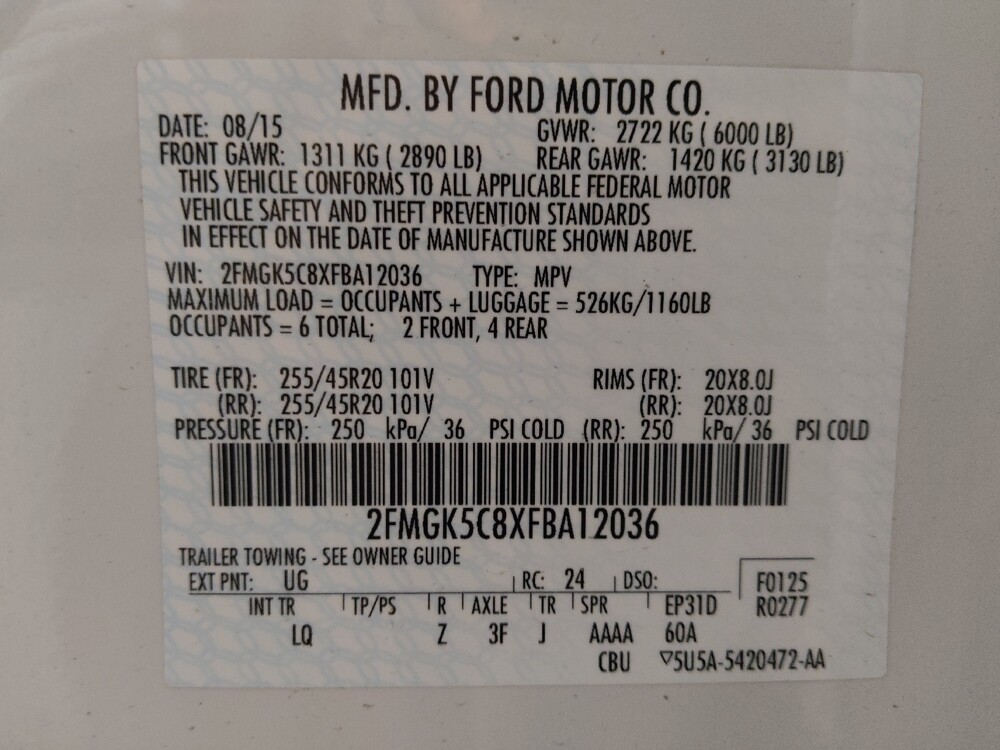 MFD. BY FORD MOTOR CO.
DATE: 08/15 GVWR: 2722 KG ( 6000 LB)
FRONT GAWR: 1311 KG ( 2890 LB) REAR GAWR: 1420 KG ( 3130 LB)
THIS VEHICLE CONFORMS TO ALL APPLICABLE FEDERAL MOTOR
VEHICLE SAFETY AND THEFT PREVENTION STANDARDS
IN EFFECT ON THE DATE OF MANUFACTURE SHOWN ABOVE.
VIN: 2FMGK5C8XFBA12036 TYPE: MPV
MAXIMUM LOAD = OCCUPANTS + LUGGAGE = 526KG/1160LB
OCCUPANTS = 6 TOTAL; 2 FRONT, 4 REAR
TIRE (FR): 255/45R20 101V RIMS (FR): 20X8.0J
(RR): 255/45R20 101V (RR): 20X8.0J
PRESSURE (FR): 250 kPa/ 36 PSI COLD (RR): 250 kPa/ 36 PSI COLD
2FMGK5C8XFBA12036
TRAILER TOWING - SEE OWNER GUIDE
EXT PNT: UG RC: 24 DSO: F0125
INT TR TP/PS R AXLE TR SPR EP31D R0277
LQ Z 3F J AAAA 60A
CBU ▽5U5A-5420472-AA